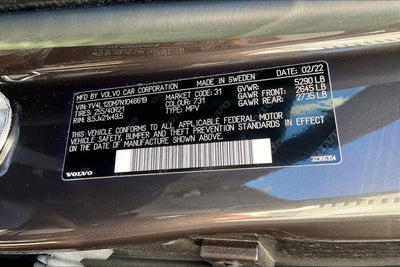 MADE IN SWEDEN DATE: 02/22
MFD.BY VOLVO CAR CORPORATION
VIN: YV4L12DM7N1046619 MARKET CODE: 31 GVWR: 5290 LB
TIRES: 255/40R21 COLOUR: 731 GAWR FRONT: 2645 LB
RIM: 8.5Jx21x49.5 TYPE: MPV GAWR REAR: 2735 LB
THIS VEHICLE CONFORMS TO ALL APPLICABLE FEDERAL MOTOR
VEHICLE SAFETY, BUMPER AND THEFT PREVENTION STANDARDS IN EFFECT
ON THE DATE OF MANUFACTURE SHOWN ABOVE.
VOLVO 32366354